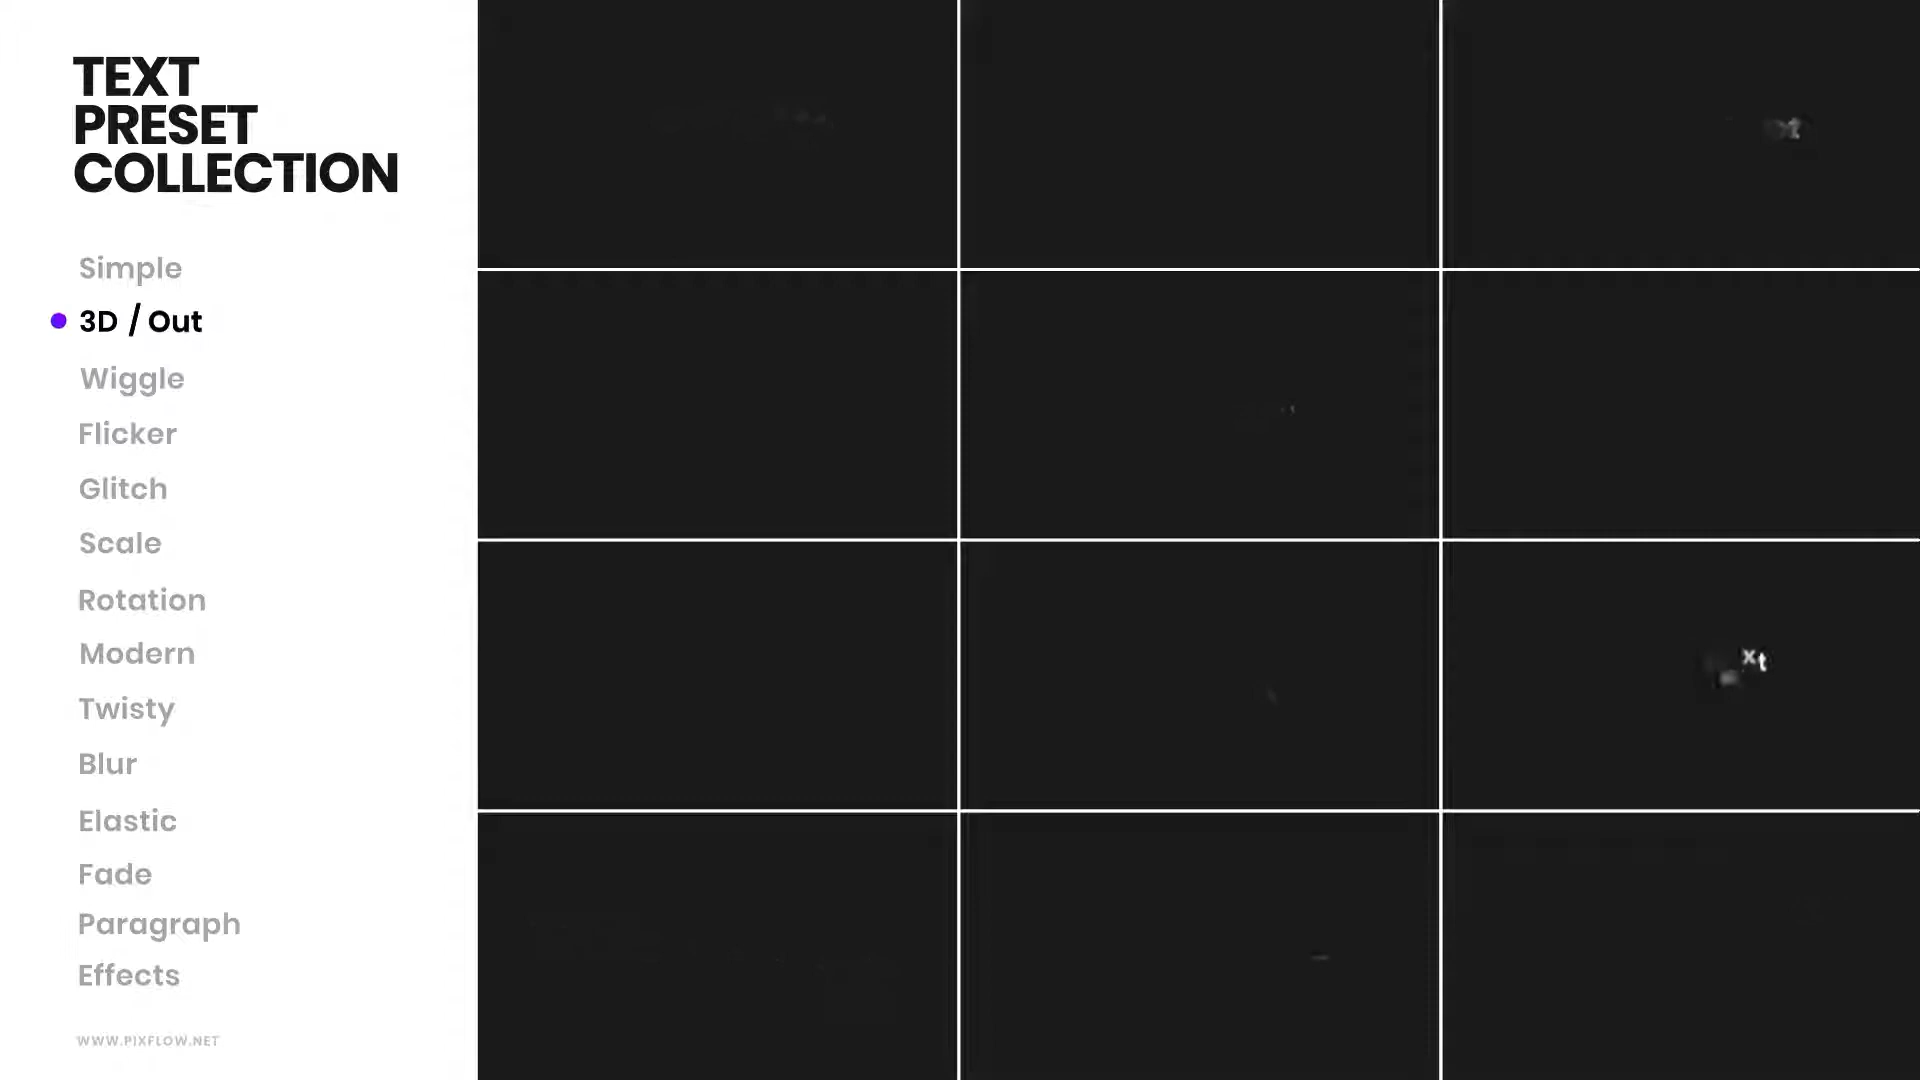 TEXT
PRESET
COLLECTION
Simple
3D / Out
Wiggle
Flicker
Glitch
Scale
Rotation
Modern
Twisty
Blur
Elastic
Fade
Paragraph
Effects
WWW.PIXFLOW.NET
xt